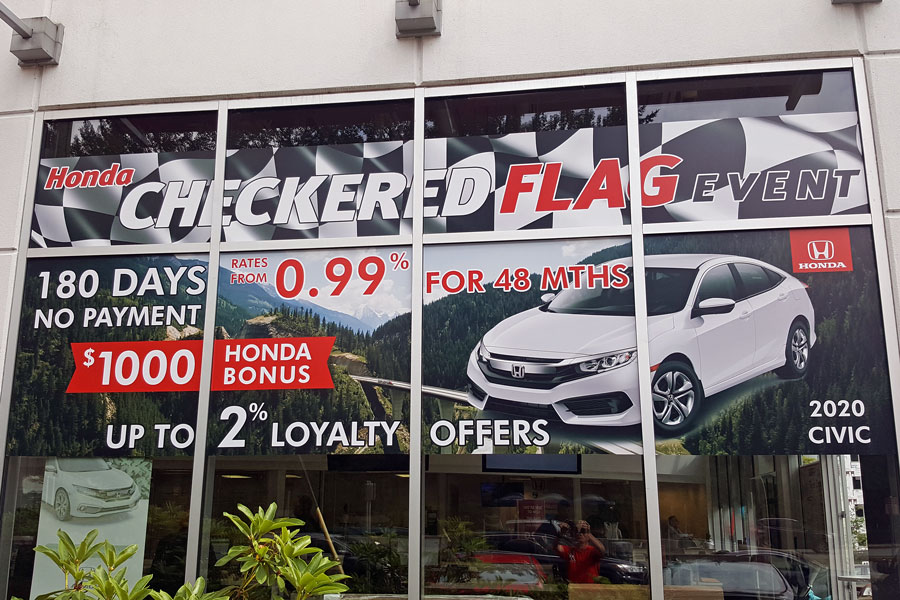 Honda
CHECKERED FLAG EVENT
180 DAYS
NO PAYMENT
RATES
FROM 0.99% FOR 48 MTHS
HONDA
$1000 HONDA
BONUS
UP TO 2% LOYALTY OFFERS
2020
CIVIC